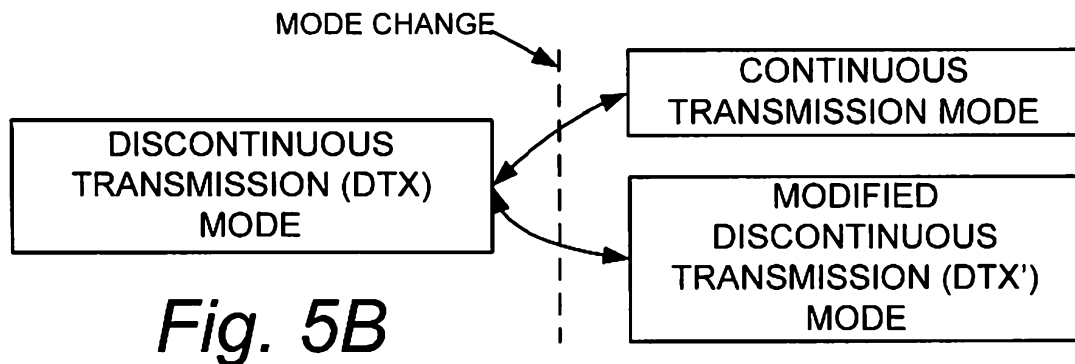 MODE CHANGE
CONTINUOUS
TRANSMISSION MODE
DISCONTINUOUS
TRANSMISSION (DTX)
MODE
MODIFIED
DISCONTINUOUS
TRANSMISSION (DTX')
MODE
Fig. 5B